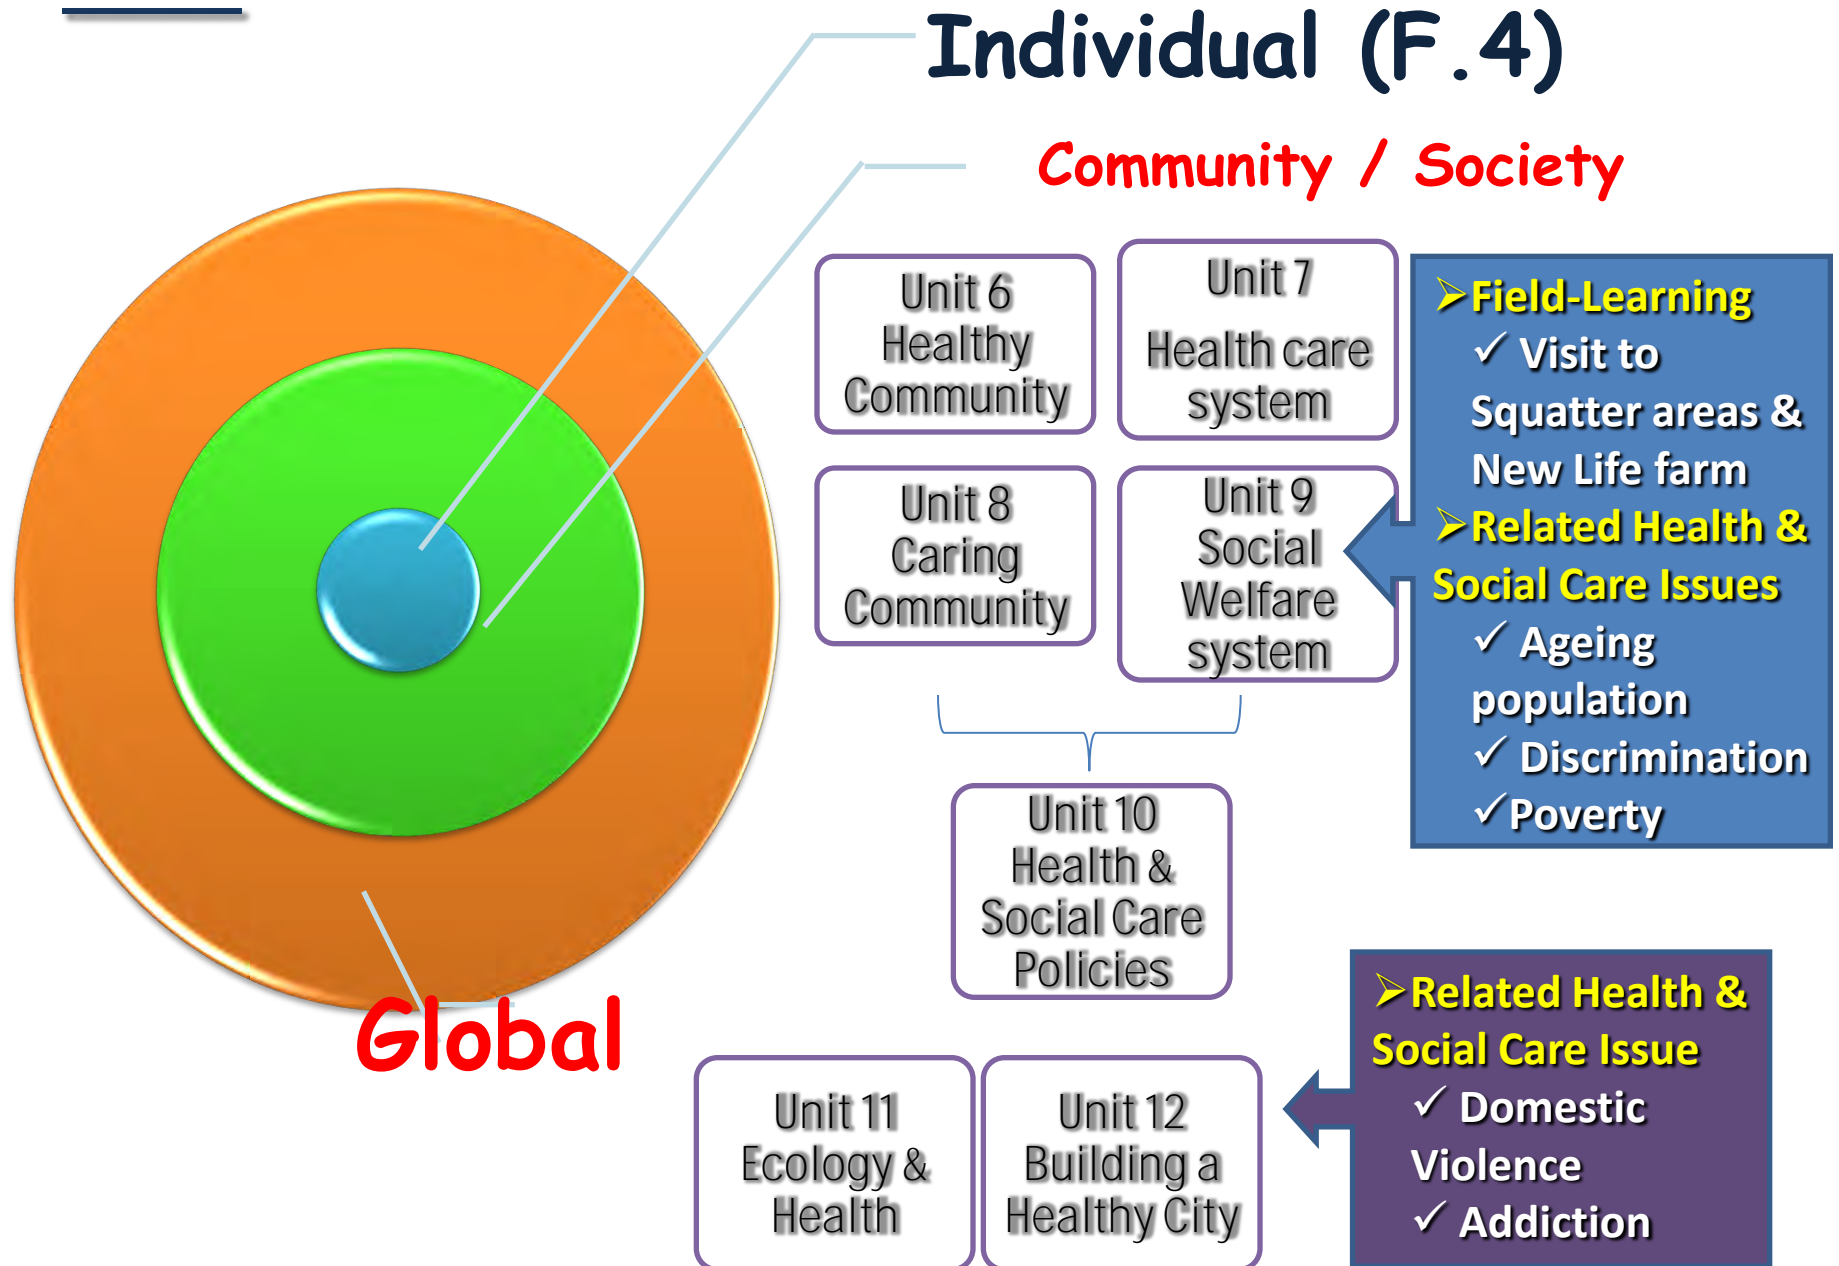 Individual (F.4)
Community / Society
Unit 6
Healthy
Community
Unit 7
Health care
system
Unit 8
Caring
Community
Unit 9
Social
Welfare
system
➢Field-Learning
✓ Visit to
Squatter areas &
New Life farm
➢Related Health &
Social Care Issues
✓ Ageing
population
✓ Discrimination
✓Poverty
Unit 10
Health &
Social Care
Policies
Global
Unit 11
Ecology &
Health
Unit 12
Building a
Healthy City
➢Related Health &
Social Care Issue
✓ Domestic
Violence
✓ Addiction